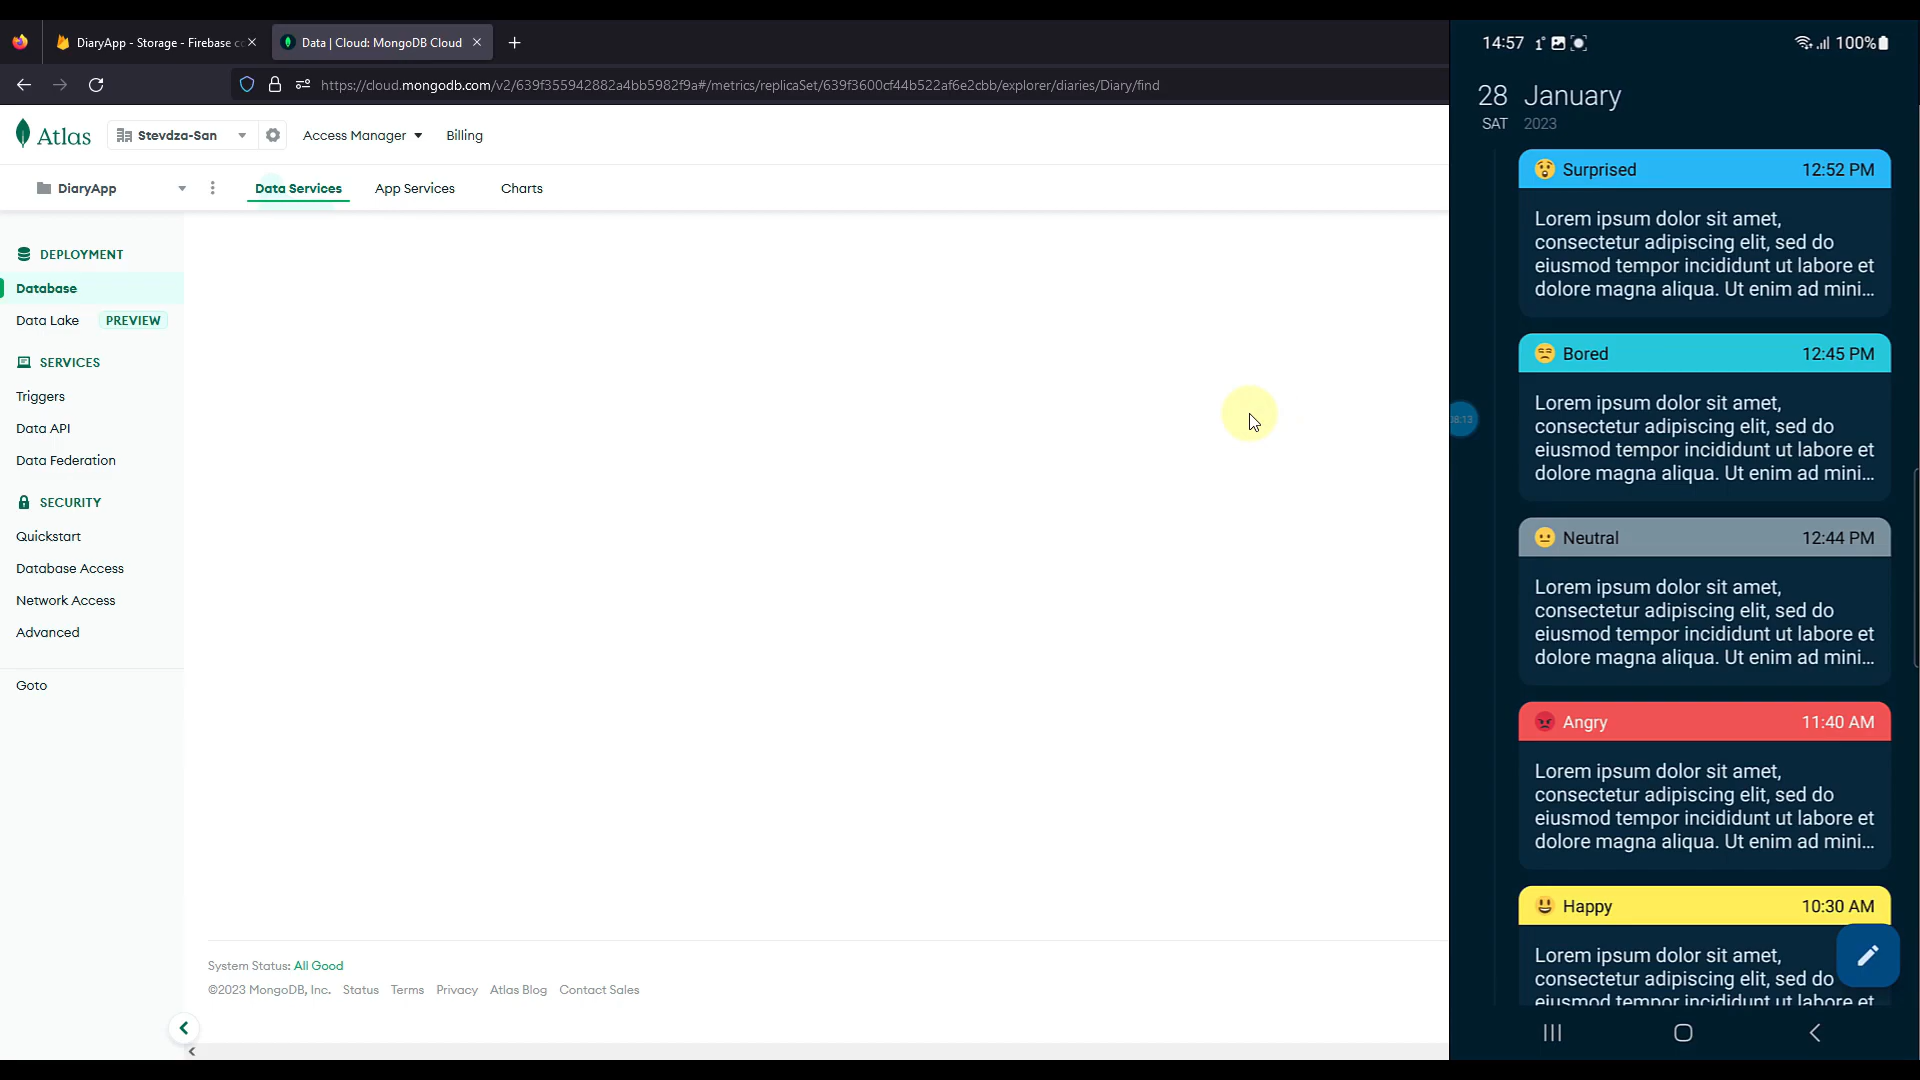 DiaryApp - Storage - Firebase co
Data | Cloud: MongoDB Cloud
https://cloud.mongodb.com/v2/639f355942882a4bb5982f9a#/metrics/replicaSet/639f3600cf44b522af6e2cbb/explorer/diaries/Diary/find
Atlas
Stevdza-San
Access Manager
Billing
DiaryApp
Data Services
App Services
Charts
DEPLOYMENT
Database
Data Lake
PREVIEW
SERVICES
Triggers
Data API
Data Federation
SECURITY
Quickstart
Database Access
Network Access
Advanced
Goto
System Status: All Good
©2023 MongoDB, Inc. Status Terms Privacy Atlas Blog Contact Sales
14:57
100%
28 January
SAT 2023
Surprised 12:52 PM
Lorem ipsum dolor sit amet,
consectetur adipiscing elit, sed do
eiusmod tempor incididunt ut labore et
dolore magna aliqua. Ut enim ad mini...
Bored 12:45 PM
Lorem ipsum dolor sit amet,
consectetur adipiscing elit, sed do
eiusmod tempor incididunt ut labore et
dolore magna aliqua. Ut enim ad mini...
Neutral 12:44 PM
Lorem ipsum dolor sit amet,
consectetur adipiscing elit, sed do
eiusmod tempor incididunt ut labore et
dolore magna aliqua. Ut enim ad mini...
Angry 11:40 AM
Lorem ipsum dolor sit amet,
consectetur adipiscing elit, sed do
eiusmod tempor incididunt ut labore et
dolore magna aliqua. Ut enim ad mini...
Happy 10:30 AM
Lorem ipsum dolor sit amet,
consectetur adipiscing elit, sed do
eiusmod tempor incididunt ut labore et